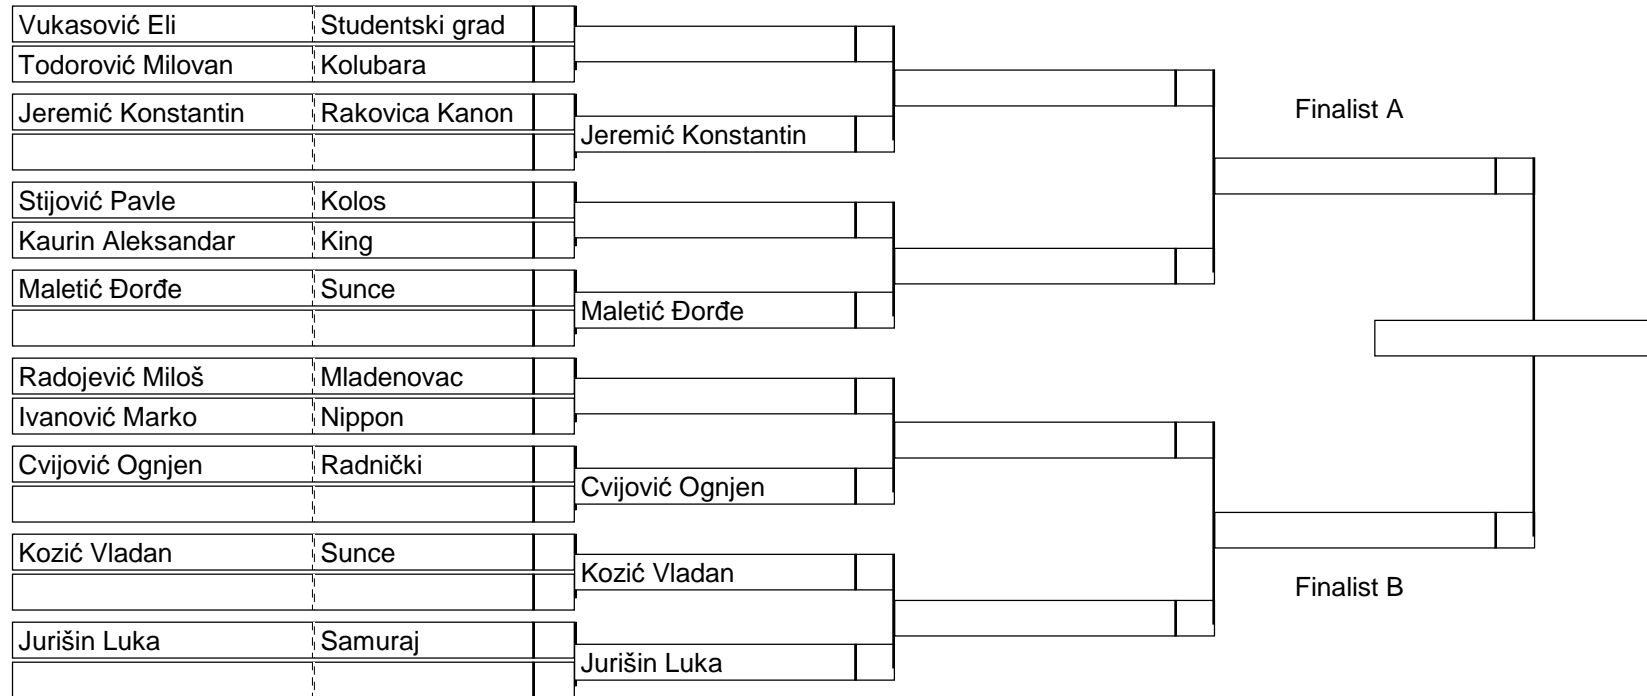 Vukasović Eli Studentski grad
Todorović Milovan Kolubara
Jeremić Konstantin Rakovica Kanon
Jeremić Konstantin
Stijović Pavle Kolos
Kaurin Aleksandar King
Maletić Đorđe Sunce
Maletić Đorđe
Radojević Miloš Mladenovac
Ivanović Marko Nippon
Cvijović Ognjen Radnički
Cvijović Ognjen
Kozić Vladan Sunce
Kozić Vladan
Jurišin Luka Samuraj
Jurišin Luka
Finalist A
Finalist B